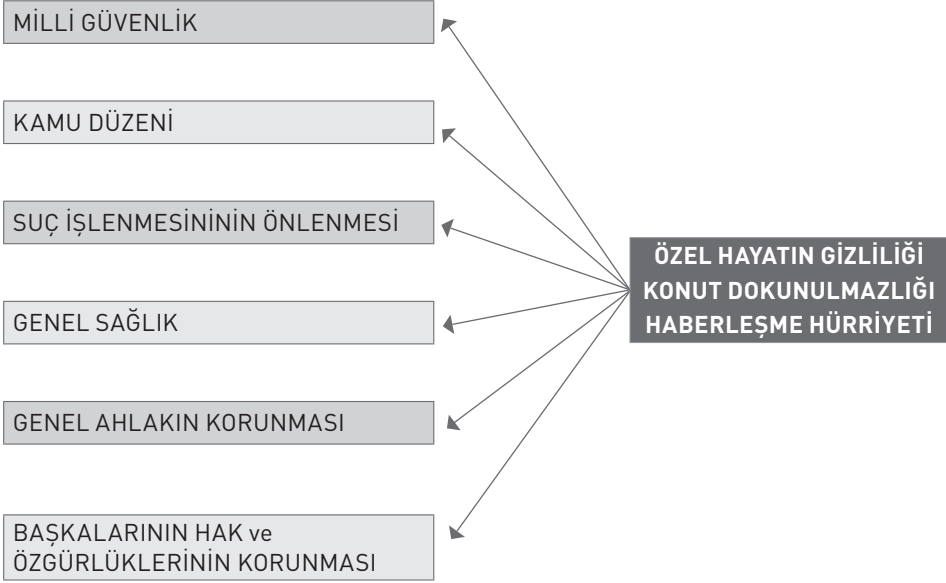 MİLLİ GÜVENLİK
KAMU DÜZENİ
SUÇ İŞLENMESİNİNİN ÖNLENMESİ
GENEL SAĞLIK
GENEL AHLAKIN KORUNMASI
BAŞKALARININ HAK ve
ÖZGÜRLÜKLERİNİN KORUNMASI
ÖZEL HAYATIN GİZLİLİĞİ
KONUT DOKUNULMAZLIĞI
HABERLEŞME HÜRRİYETİ